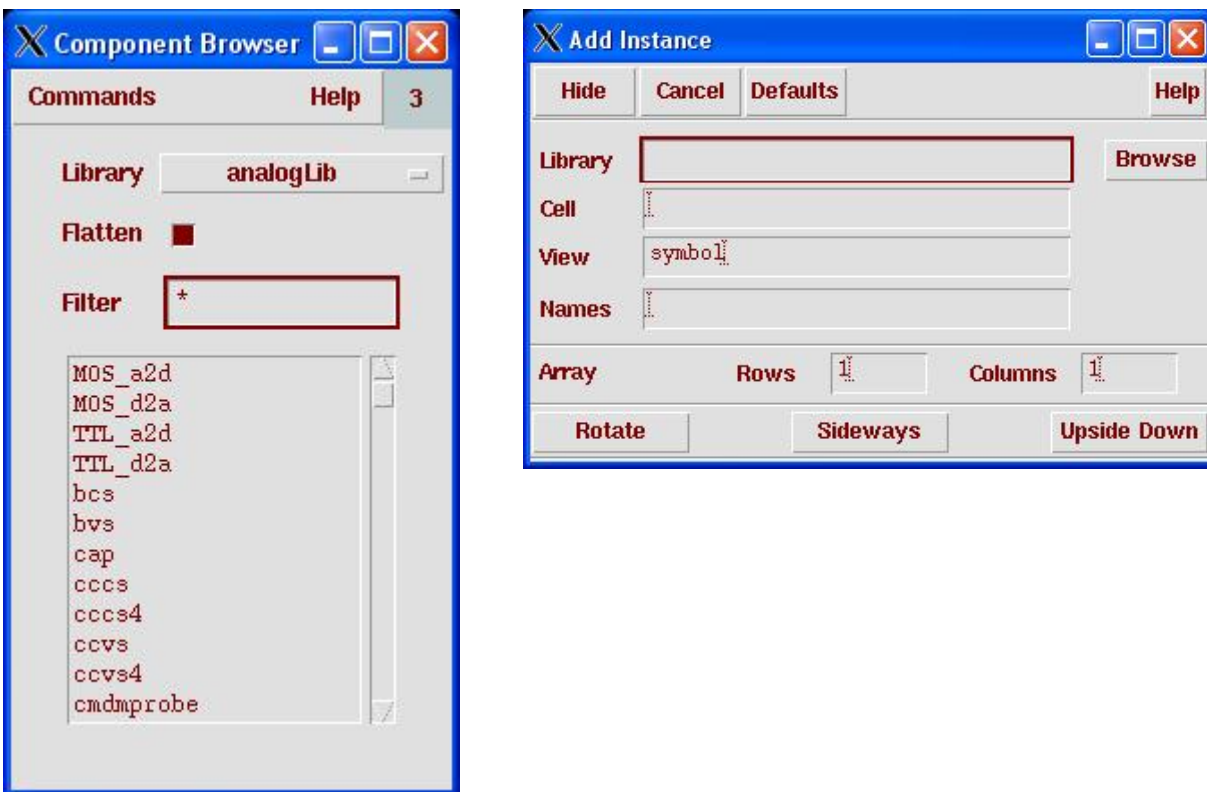 X Component Browser
Commands Help 3
Library analogLib
Flatten
Filter *
MOS_a2d
MOS_d2a
TTL_a2d
TTL_d2a
bcs
bvs
cap
cccs
cccs4
ccvs
ccvs4
cmdmprobe
X Add Instance
Hide Cancel Defaults Help
Library Browse
Cell
View symbol
Names
Array Rows 1 Columns 1
Rotate Sideways Upside Down